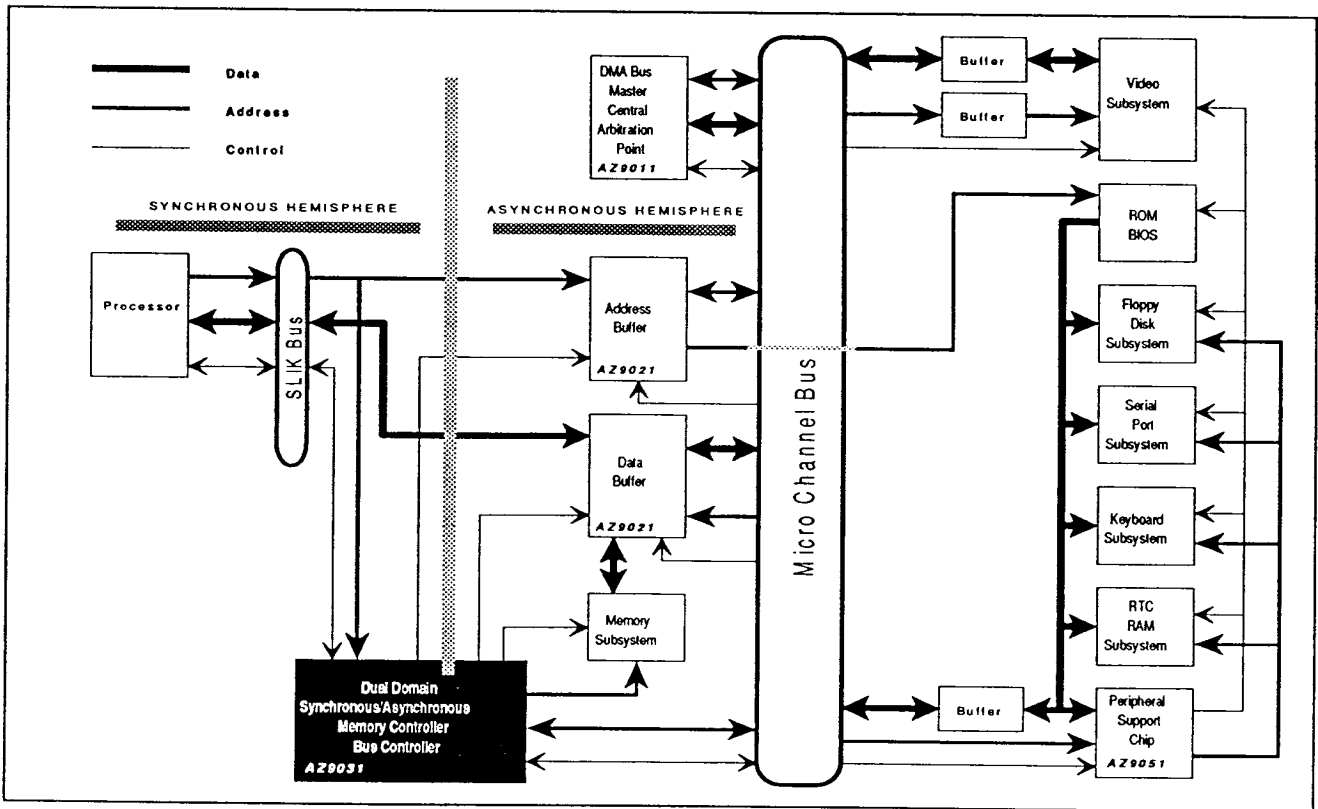 Data
Address
Control
SYNCHRONOUS HEMISPHERE
ASYNCHRONOUS HEMISPHERE
Processor
SLIK Bus
DMA Bus
Master
Central
Arbitration
Point
AZ9011
Address
Buffer
AZ9021
Data
Buffer
AZ9021
Memory
Subsystem
Dual Domain
Synchronous/Asynchronous
Memory Controller
Bus Controller
AZ9031
Micro Channel Bus
Buffer
Buffer
Video
Subsystem
ROM
BIOS
Floppy
Disk
Subsystem
Serial
Port
Subsystem
Keyboard
Subsystem
RTC
RAM
Subsystem
Buffer
Peripheral
Support
Chip
AZ9051